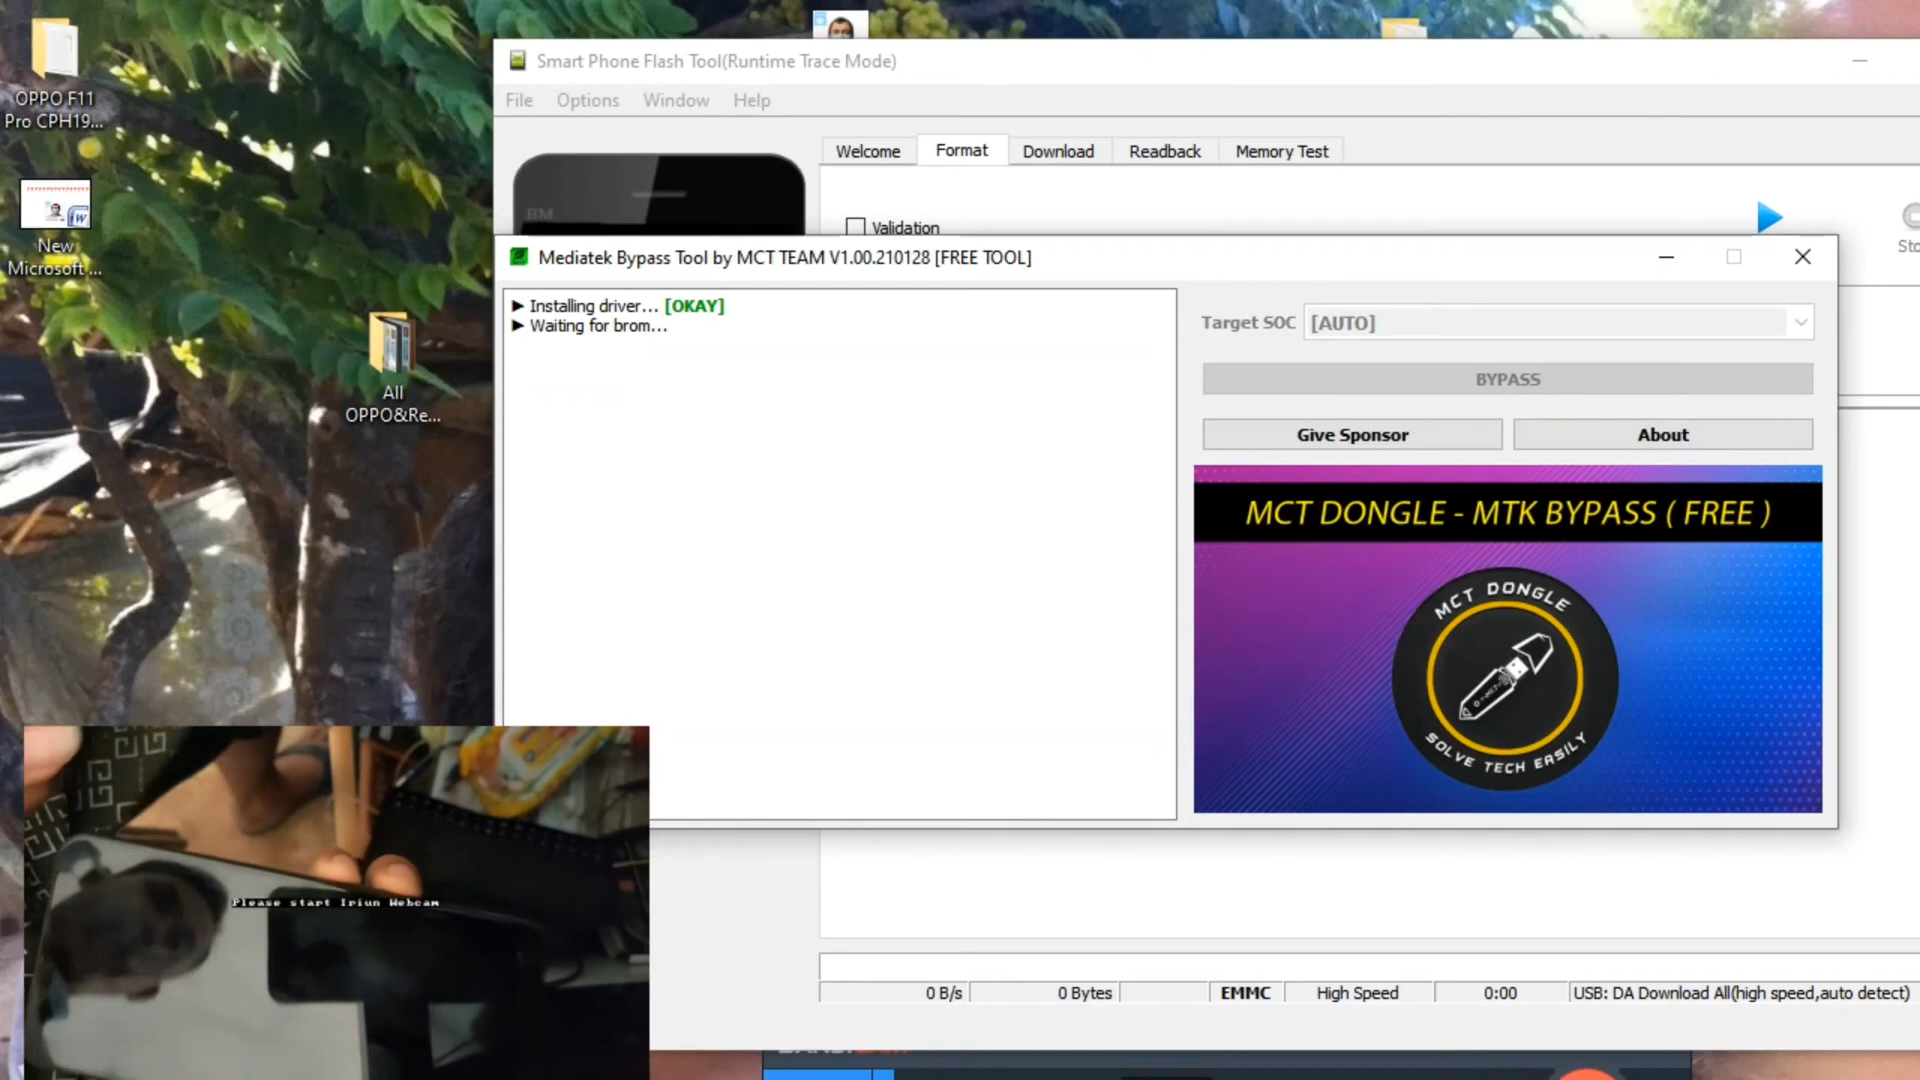 OPPO F11
Pro CPH19...
New
Microsoft ...
All
OPPO&Re...
Smart Phone Flash Tool(Runtime Trace Mode)
File Options Window Help
Welcome Format Download Readback Memory Test
BM
Validation
Sto
Mediatek Bypass Tool by MCT TEAM V1.00.210128 [FREE TOOL]
► Installing driver... [OKAY]
► Waiting for brom...
Target SOC [AUTO]
BYPASS
Give Sponsor About
MCT DONGLE - MTK BYPASS ( FREE )
MCT DONGLE
SOLVE TECH EASILY
Please start Iriun Webcam
0 B/s 0 Bytes EMMC High Speed 0:00 USB: DA Download All(high speed,auto detect)